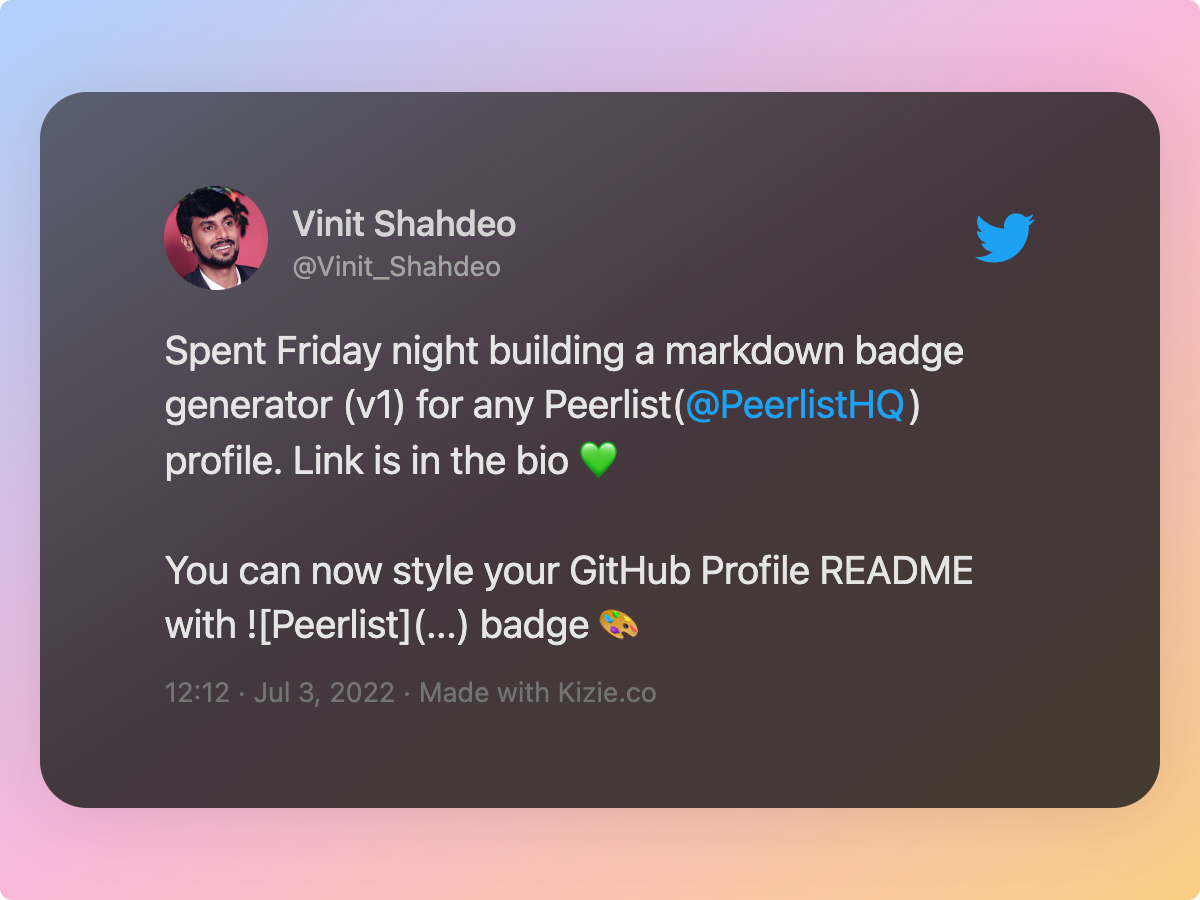 Vinit Shahdeo
@Vinit_Shahdeo
Spent Friday night building a markdown badge
generator (v1) for any Peerlist(@PeerlistHQ)
profile. Link is in the bio 💚
You can now style your GitHub Profile README
with ![Peerlist](...) badge 🎨
12:12 · Jul 3, 2022 · Made with Kizie.co